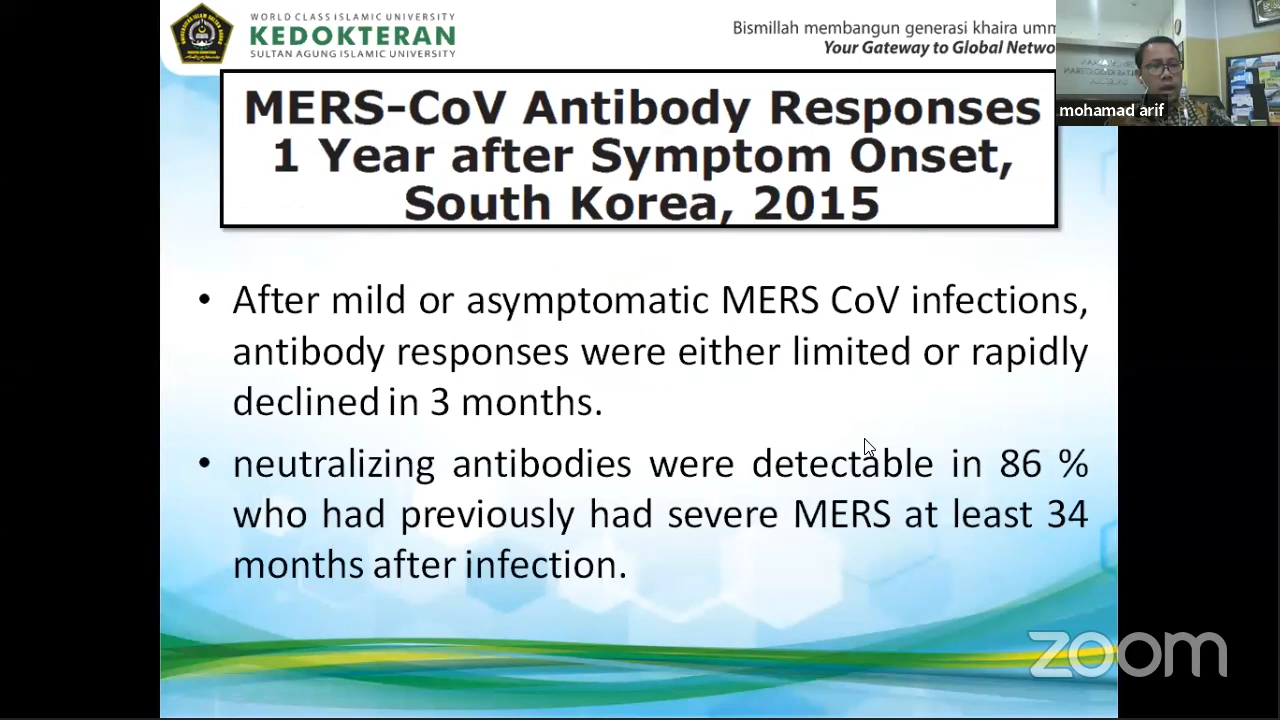 WORLD CLASS ISLAMIC UNIVERSITY
KEDOKTERAN
SULTAN AGUNG ISLAMIC UNIVERSITY
Bismillah membangun generasi khaira umm
Your Gateway to Global Netwo
mohamad arif
MERS-CoV Antibody Responses
1 Year after Symptom Onset,
South Korea, 2015
• After mild or asymptomatic MERS CoV infections,
antibody responses were either limited or rapidly
declined in 3 months.
• neutralizing antibodies were detectable in 86 %
who had previously had severe MERS at least 34
months after infection.
zoom